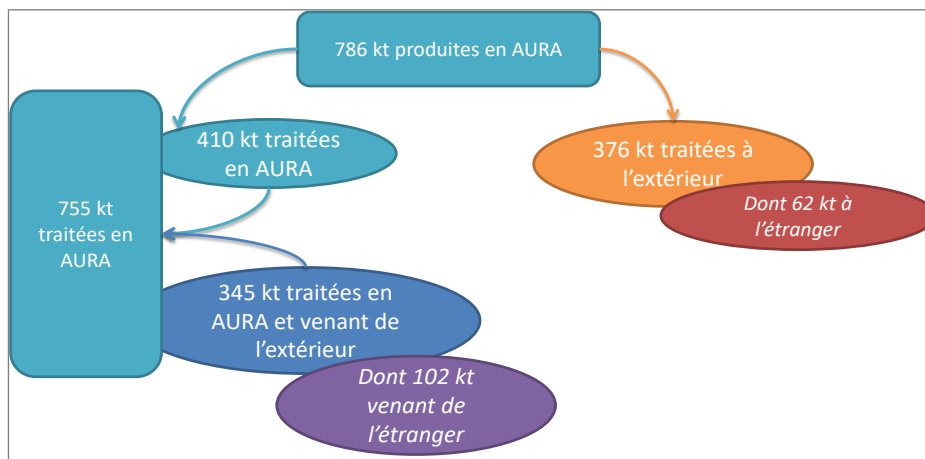 786 kt produites en AURA
410 kt traitées
en AURA
376 kt traitées à
l’extérieur
Dont 62 kt à
l’étranger
755 kt
traitées en
AURA
345 kt traitées en
AURA et venant de
l’extérieur
Dont 102 kt
venant de
l’étranger